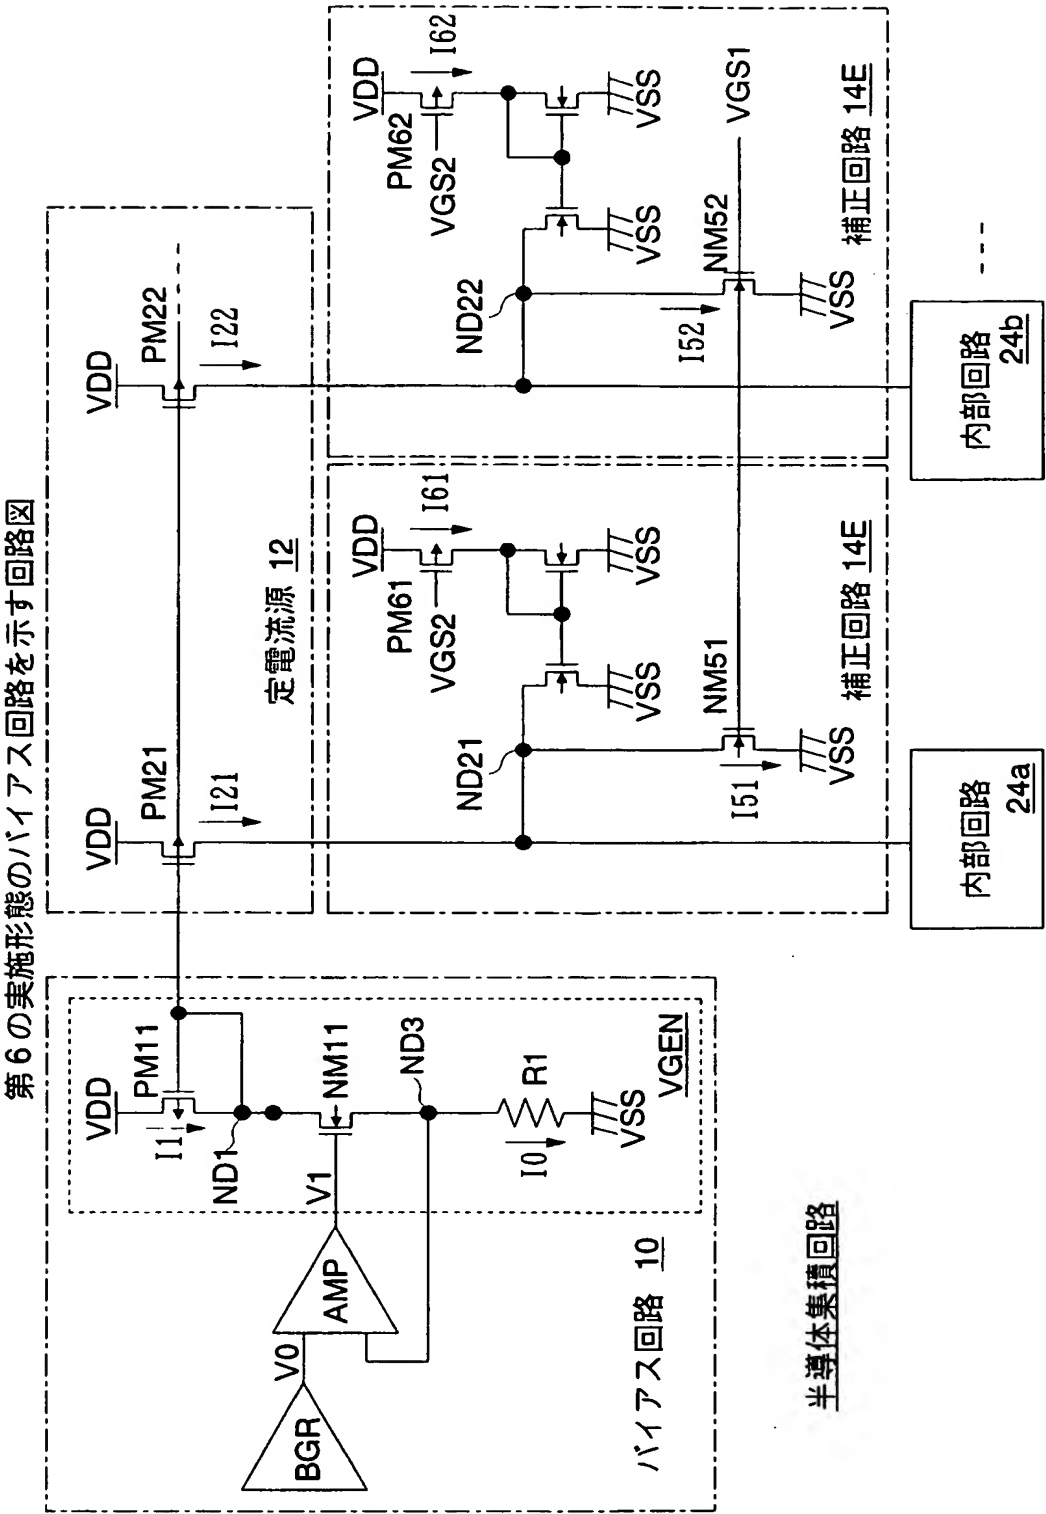 第６の実施形態のバイアス回路を示す回路図
バイアス回路 10
BGR
V0
AMP
V1
VGEN
VDD
PM11
I1
ND1
NM11
ND3
R1
I0
VSS
定電流源 12
VDD
PM21
I21
VDD
PM22
I22
補正回路 14E
ND21
VDD
PM61
VGS2
I61
VSS
VSS
NM51
I51
VSS
補正回路 14E
ND22
VDD
PM62
VGS2
I62
VSS
VSS
NM52
VGS1
I52
VSS
内部回路
24a
内部回路
24b
半導体集積回路